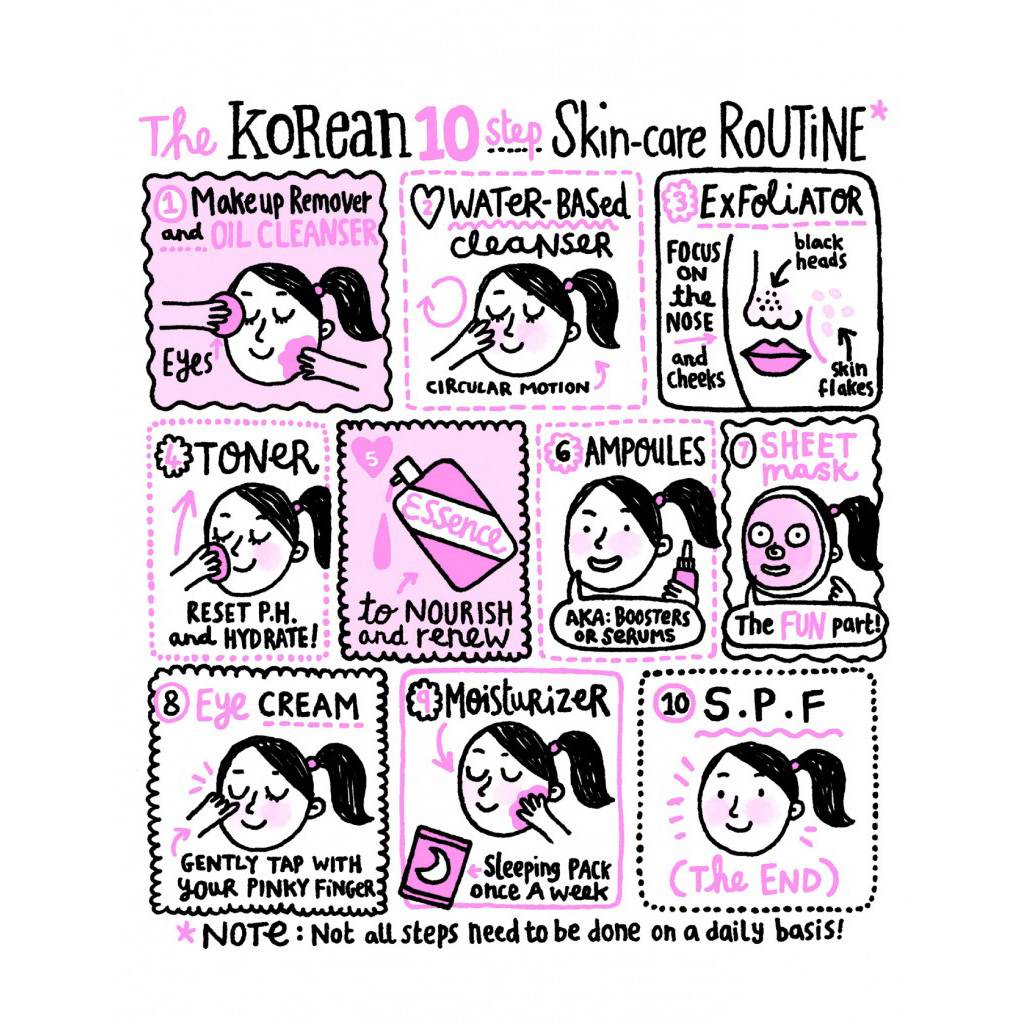 The Korean 10 step Skin-care ROUTINE*
1 Makeup Remover
and OIL CLEANSER
Eyes
2 WATER-BASed
cleANSER
CIRCULAR MOTION
3 EXFOLiATOR
FOCUS
ON
the
NOSE
and
cheeks
black
heads
skin
flakes
4 TONER
RESET P.H.
and HYDRATE!
5
Essence
to NOURISH
and renew
6 AMPOULES
AKA: BOOSTERS
OR SERUMS
7 SHEET
mask
The FUN part!
8 Eye CREAM
GENTLY TAP WITH
YOUR PINKY FINGER
9 MOiSTURiZER
Sleeping PACK
once A week
10 S.P.F
(The END)
*NOTE: Not all steps need to be done on a daily basis!